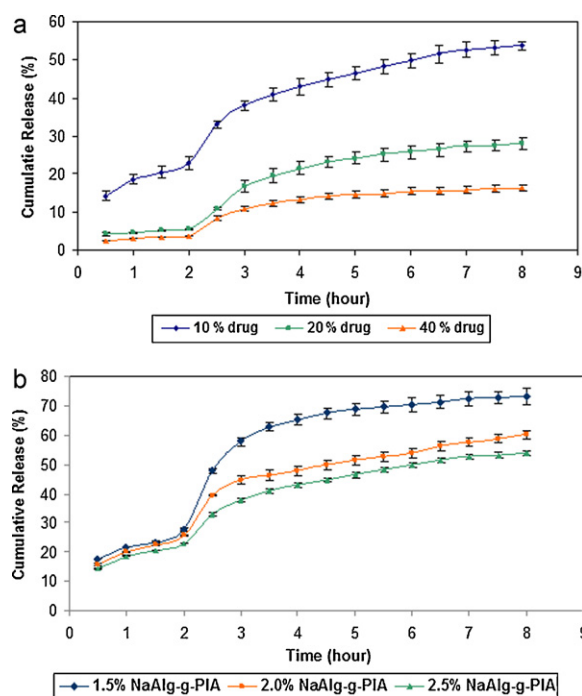 a
60
50
40
30
20
10
0
Cumulatie Release (%)
0 1 2 3 4 5 6 7 8 9
Time (hour)
10 % drug 20 % drug 40 % drug
b
80
70
60
50
40
30
20
10
0
Cumulative Release (%)
0 1 2 3 4 5 6 7 8 9
Time (hour)
1.5% NaAlg-g-PIA 2.0% NaAlg-g-PIA 2.5% NaAlg-g-PIA